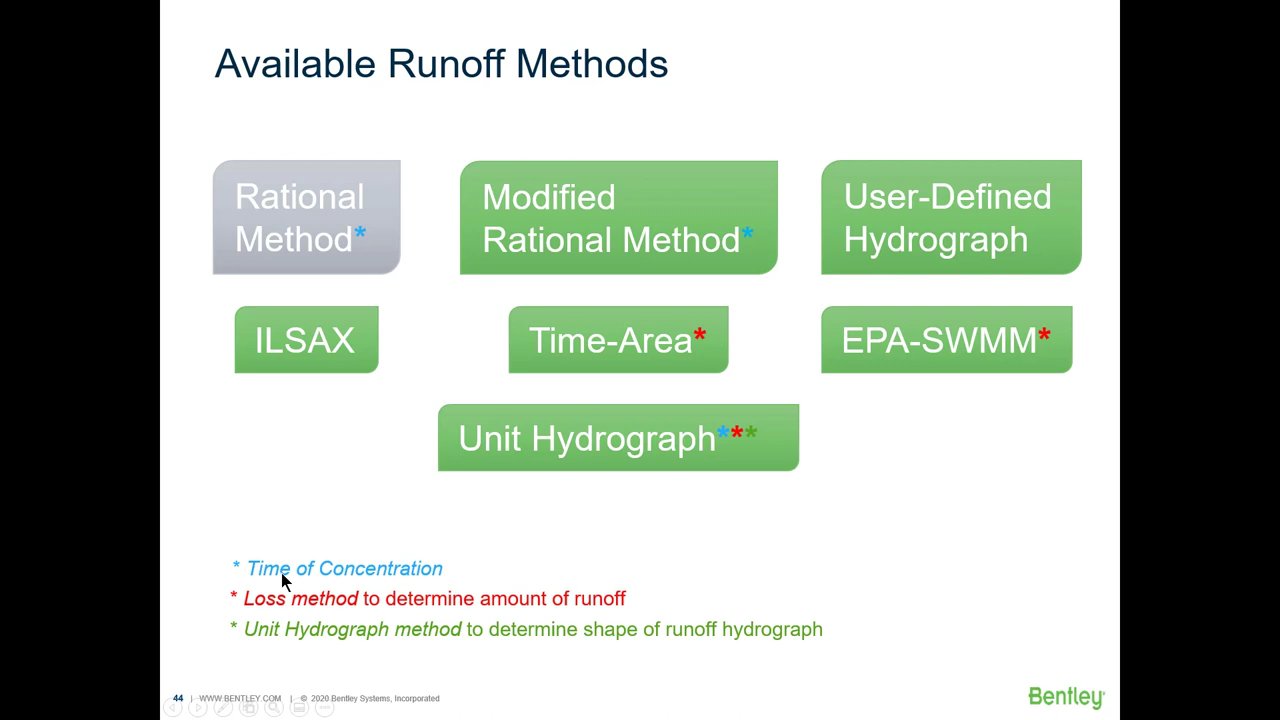 Available Runoff Methods
Rational
Method*
Modified
Rational Method*
User-Defined
Hydrograph
ILSAX
Time-Area*
EPA-SWMM*
Unit Hydrograph***
* Time of Concentration
* Loss method to determine amount of runoff
* Unit Hydrograph method to determine shape of runoff hydrograph
44 | WWW.BENTLEY.COM | © 2020 Bentley Systems, Incorporated
Bentley